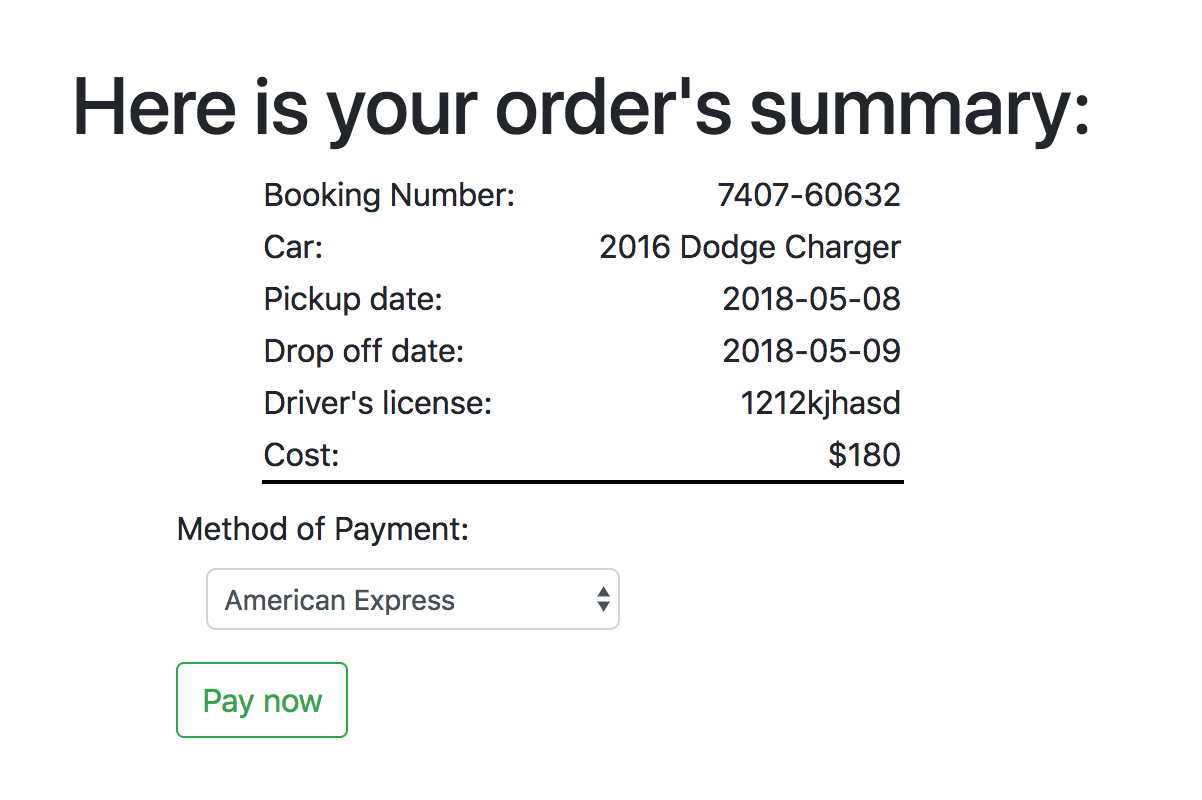 Here is your order's summary:
Booking Number: 7407-60632
Car: 2016 Dodge Charger
Pickup date: 2018-05-08
Drop off date: 2018-05-09
Driver's license: 1212kjhasd
Cost: $180
Method of Payment:
American Express
Pay now